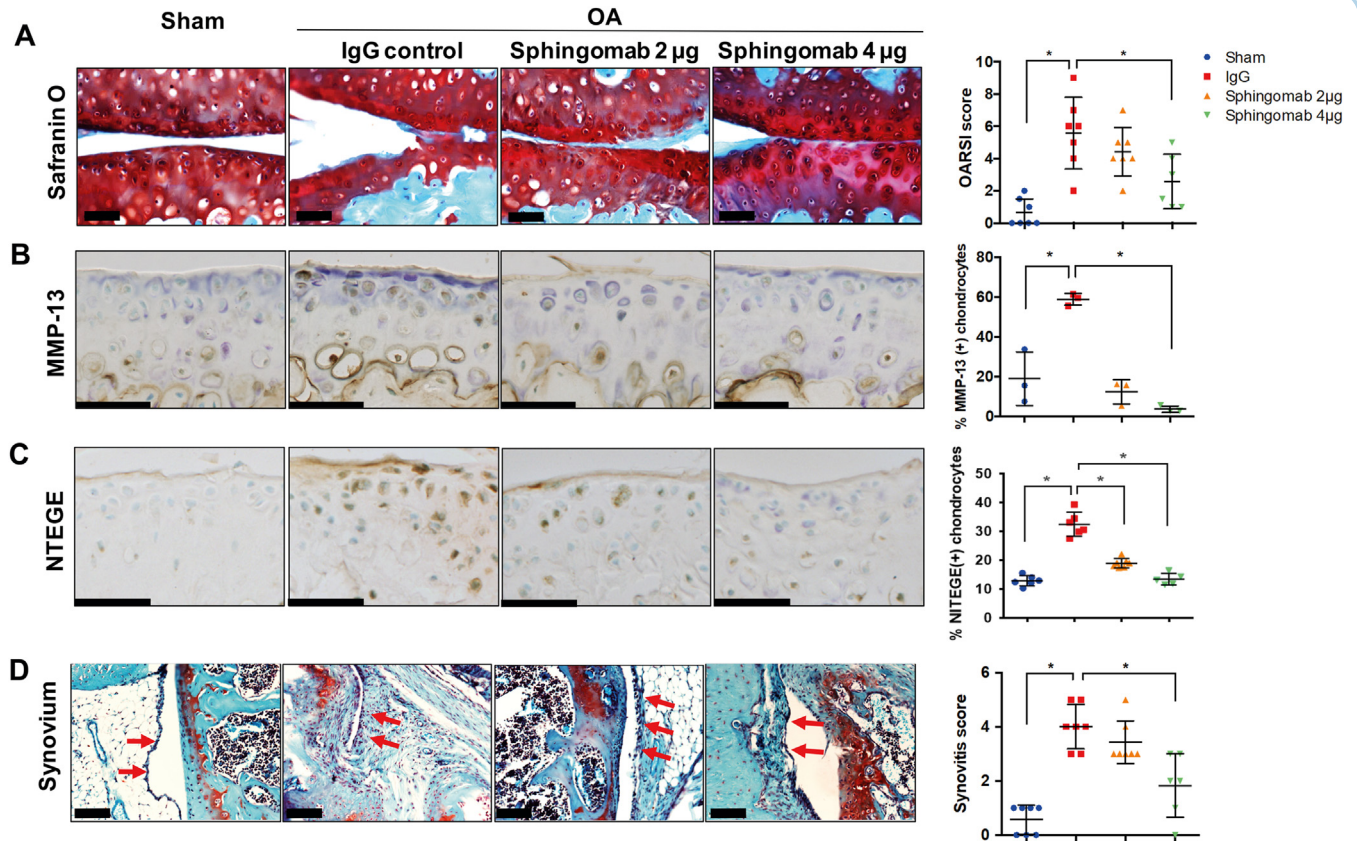 Sham
OA
IgG control
Sphingomab 2 µg
Sphingomab 4 µg
A
Safranin O
OARSI score
10
8
6
4
2
0
*
*
Sham
IgG
Sphingomab 2µg
Sphingomab 4µg
B
MMP-13
% MMP-13 (+) chondrocytes
80
60
40
20
0
*
*
C
NTEGE
% NITEGE(+) chondrocytes
50
40
30
20
10
0
*
*
*
D
Synovium
Synovitis score
6
4
2
0
*
*